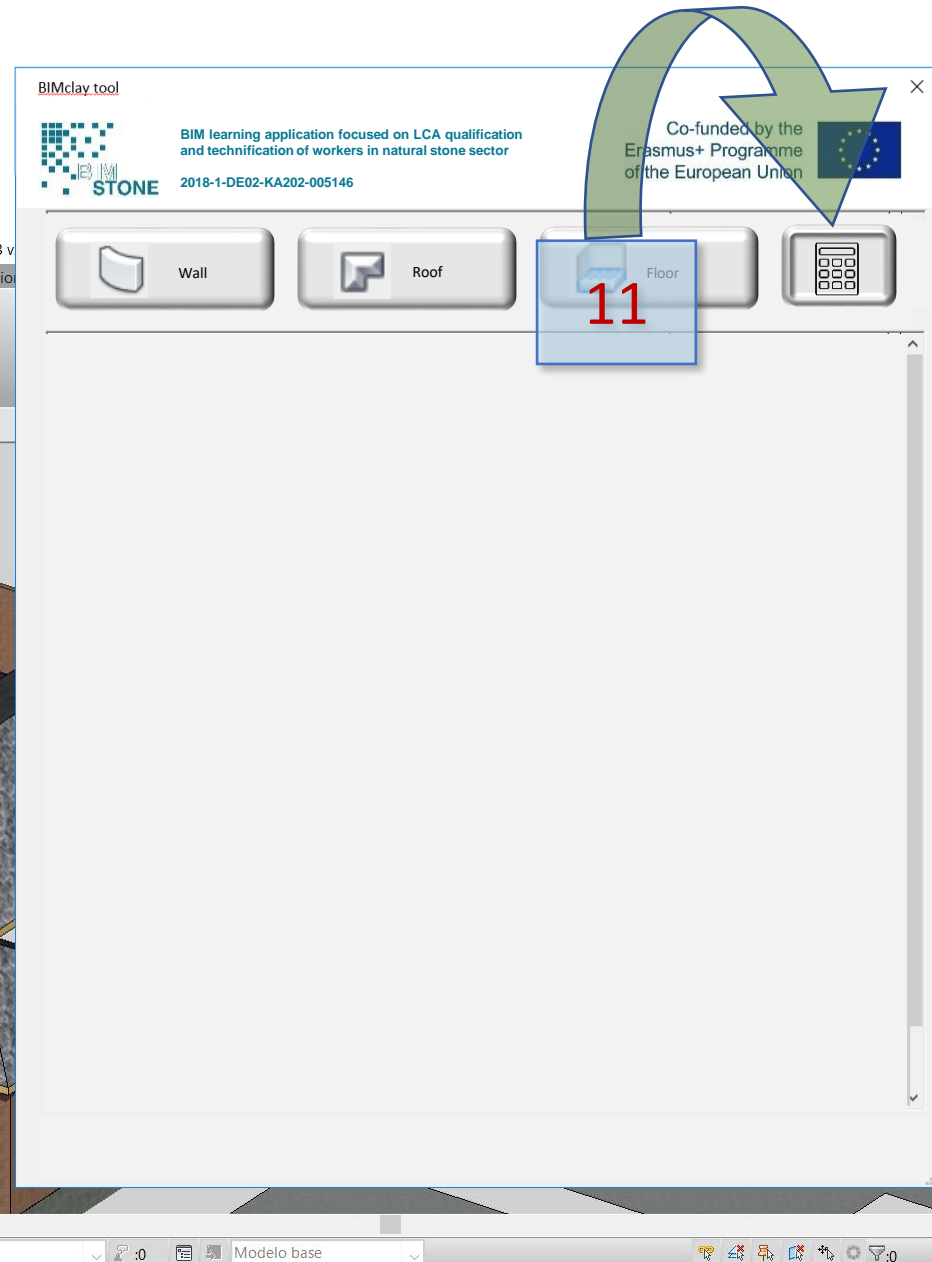 BIMclay tool
BIM learning application focused on LCA qualification
and technification of workers in natural stone sector
2018-1-DE02-KA202-005146
BIM
STONE
Co-funded by the
Erasmus+ Programme
of the European Union
Wall
Roof
Floor
11
:0
Modelo base
:0